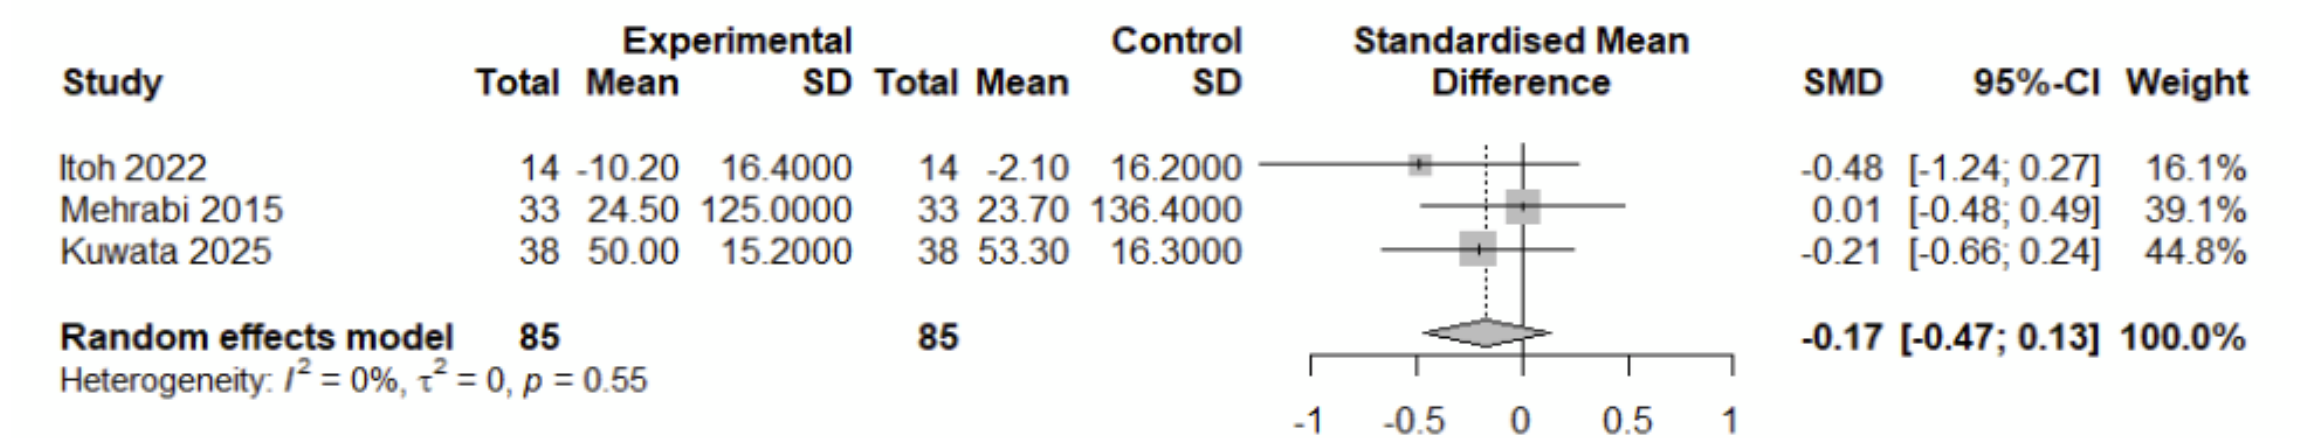 Experimental Control Standardised Mean
Study Total Mean SD Total Mean SD Difference SMD 95%-CI Weight
Itoh 2022 14 -10.20 16.4000 14 -2.10 16.2000 -0.48 [-1.24; 0.27] 16.1%
Mehrabi 2015 33 24.50 125.0000 33 23.70 136.4000 0.01 [-0.48; 0.49] 39.1%
Kuwata 2025 38 50.00 15.2000 38 53.30 16.3000 -0.21 [-0.66; 0.24] 44.8%
Random effects model 85 85 -0.17 [-0.47; 0.13] 100.0%
Heterogeneity: I² = 0%, τ² = 0, p = 0.55
-1 -0.5 0 0.5 1